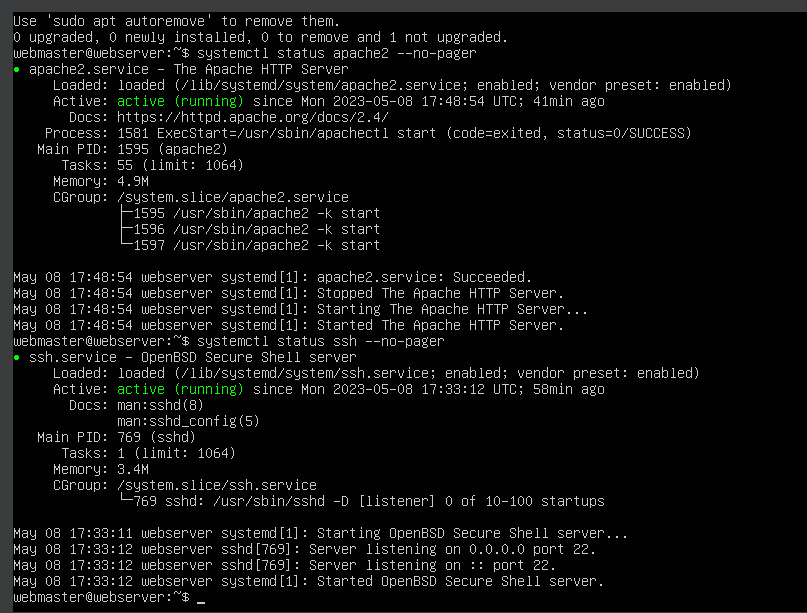 Use 'sudo apt autoremove' to remove them.
0 upgraded, 0 newly installed, 0 to remove and 1 not upgraded.
webmaster@webserver:~$ systemctl status apache2 --no-pager
● apache2.service - The Apache HTTP Server
     Loaded: loaded (/lib/systemd/system/apache2.service; enabled; vendor preset: enabled)
     Active: active (running) since Mon 2023-05-08 17:48:54 UTC; 41min ago
       Docs: https://httpd.apache.org/docs/2.4/
    Process: 1581 ExecStart=/usr/sbin/apachectl start (code=exited, status=0/SUCCESS)
   Main PID: 1595 (apache2)
      Tasks: 55 (limit: 1064)
     Memory: 4.9M
     CGroup: /system.slice/apache2.service
             ├─1595 /usr/sbin/apache2 -k start
             ├─1596 /usr/sbin/apache2 -k start
             └─1597 /usr/sbin/apache2 -k start

May 08 17:48:54 webserver systemd[1]: apache2.service: Succeeded.
May 08 17:48:54 webserver systemd[1]: Stopped The Apache HTTP Server.
May 08 17:48:54 webserver systemd[1]: Starting The Apache HTTP Server...
May 08 17:48:54 webserver systemd[1]: Started The Apache HTTP Server.
webmaster@webserver:~$ systemctl status ssh --no-pager
● ssh.service - OpenBSD Secure Shell server
     Loaded: loaded (/lib/systemd/system/ssh.service; enabled; vendor preset: enabled)
     Active: active (running) since Mon 2023-05-08 17:33:12 UTC; 58min ago
       Docs: man:sshd(8)
             man:sshd_config(5)
   Main PID: 769 (sshd)
      Tasks: 1 (limit: 1064)
     Memory: 3.4M
     CGroup: /system.slice/ssh.service
             └─769 sshd: /usr/sbin/sshd -D [listener] 0 of 10-100 startups

May 08 17:33:11 webserver systemd[1]: Starting OpenBSD Secure Shell server...
May 08 17:33:12 webserver sshd[769]: Server listening on 0.0.0.0 port 22.
May 08 17:33:12 webserver sshd[769]: Server listening on :: port 22.
May 08 17:33:12 webserver systemd[1]: Started OpenBSD Secure Shell server.
webmaster@webserver:~$ _